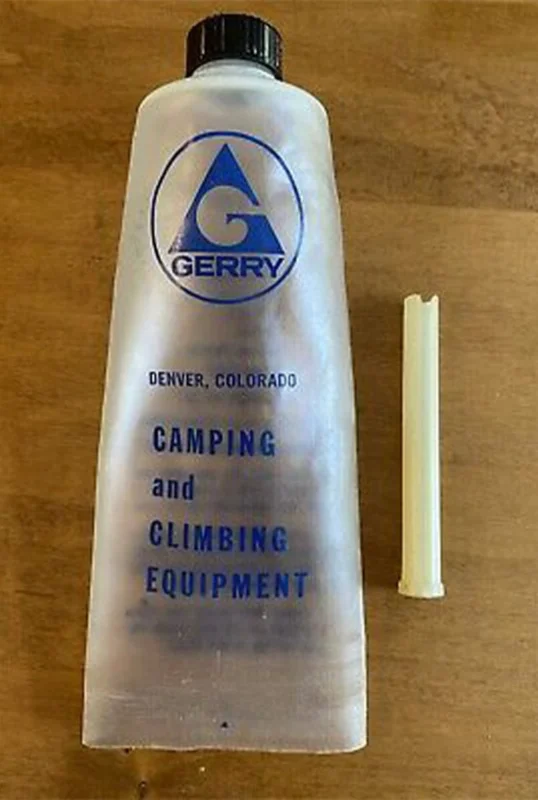 G
GERRY
DENVER, COLORADO
CAMPING
and
CLIMBING
EQUIPMENT